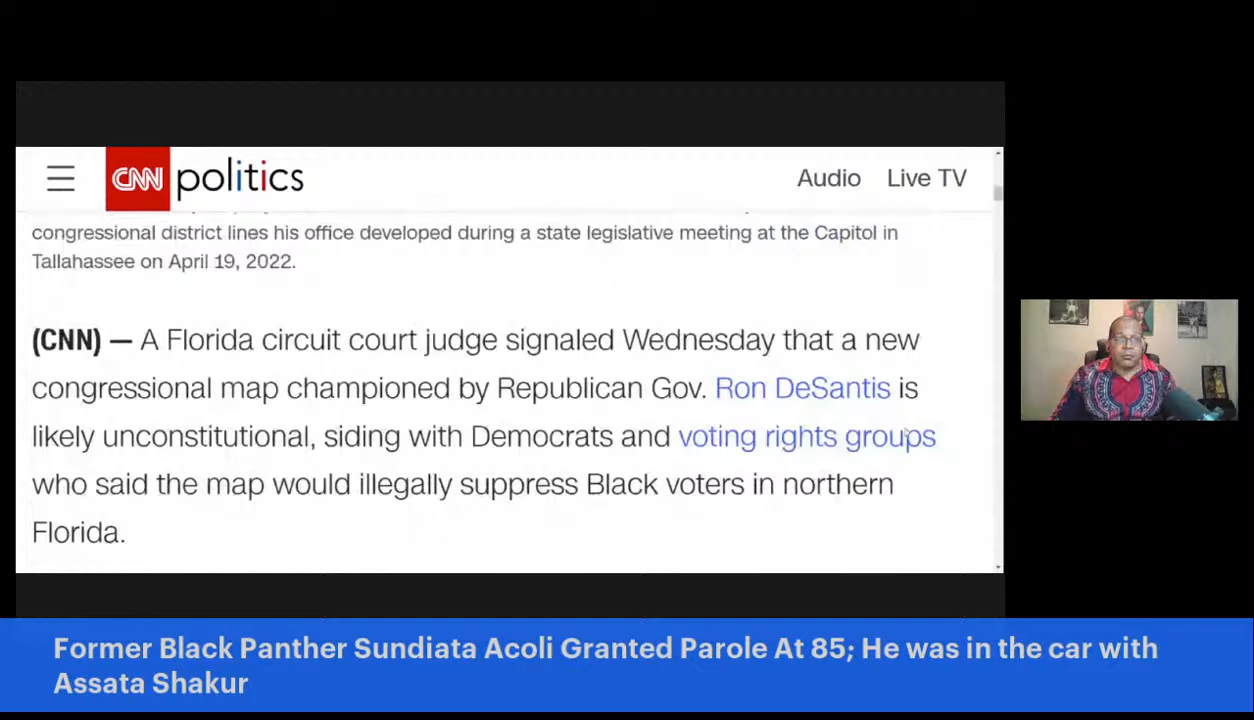 CNN politics
Audio Live TV
congressional district lines his office developed during a state legislative meeting at the Capitol in
Tallahassee on April 19, 2022.
(CNN) — A Florida circuit court judge signaled Wednesday that a new
congressional map championed by Republican Gov. Ron DeSantis is
likely unconstitutional, siding with Democrats and voting rights groups
who said the map would illegally suppress Black voters in northern
Florida.
Former Black Panther Sundiata Acoli Granted Parole At 85; He was in the car with
Assata Shakur